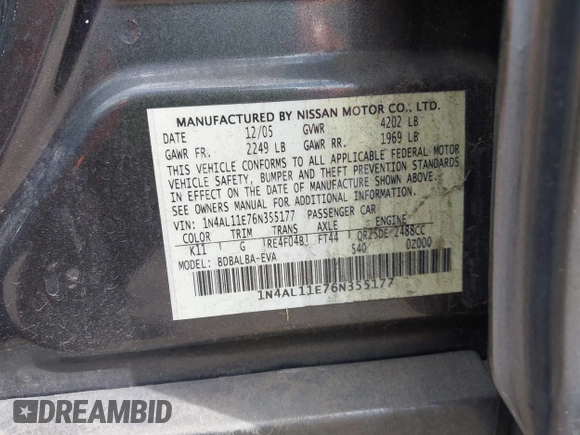 MANUFACTURED BY NISSAN MOTOR CO., LTD.
DATE 12/05 GVWR 4202 LB
GAWR FR. 2249 LB GAWR RR. 1969 LB
THIS VEHICLE CONFORMS TO ALL APPLICABLE FEDERAL MOTOR
VEHICLE SAFETY, BUMPER AND THEFT PREVENTION STANDARDS
IN EFFECT ON THE DATE OF MANUFACTURE SHOWN ABOVE.
SEE OWNERS MANUAL FOR ADDITIONAL INFORMATION.
VIN: 1N4AL11E76N355177 PASSENGER CAR
COLOR TRIM TRANS AXLE ENGINE
K11 G RE4F04B FT44 QR25DE 2488CC
MODEL: BDBALBA-EVA S40 0Z000
1N4AL11E76N355177
DREAMBID